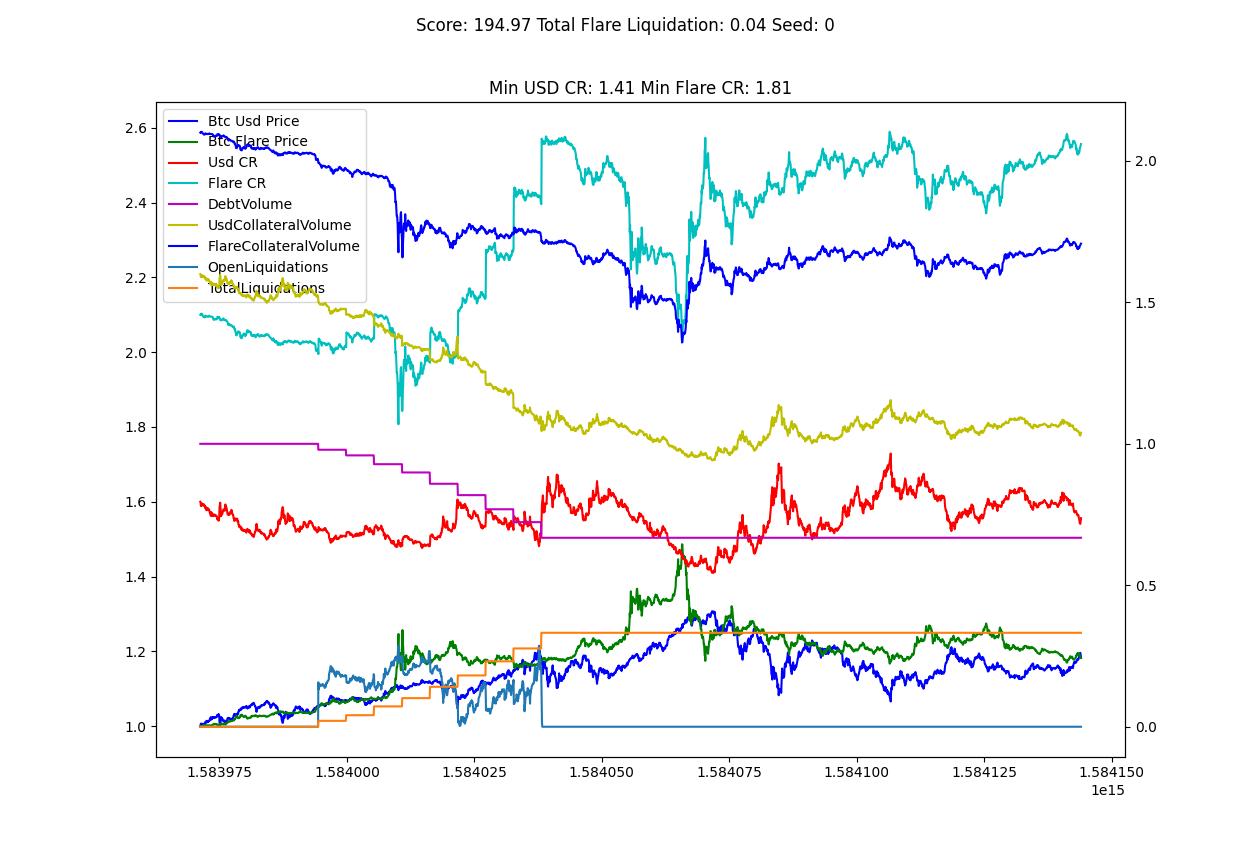 Score: 194.97 Total Flare Liquidation: 0.04 Seed: 0
Min USD CR: 1.41 Min Flare CR: 1.81
Btc Usd Price
Btc Flare Price
Usd CR
Flare CR
DebtVolume
UsdCollateralVolume
FlareCollateralVolume
OpenLiquidations
TotalLiquidations
2.6
2.4
2.2
2.0
1.8
1.6
1.4
1.2
1.0
2.0
1.5
1.0
0.5
0.0
1.583975 1.584000 1.584025 1.584050 1.584075 1.584100 1.584125 1.584150
1e15